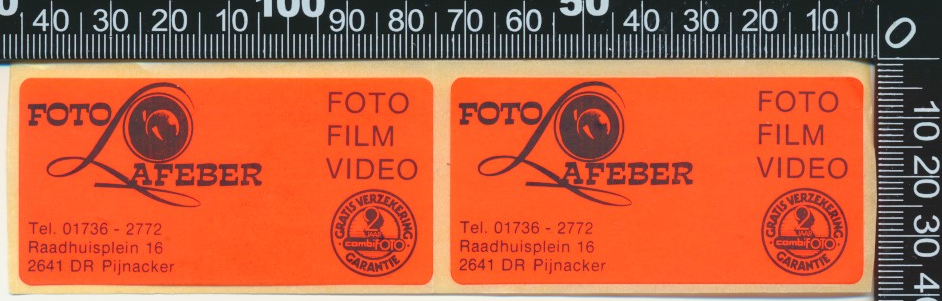 0 40 30 20 10 100 90 80 70 60 50 40 30 20 10 0
FOTO
LAFEBER
FOTO
FILM
VIDEO
Tel. 01736 - 2772
Raadhuisplein 16
2641 DR Pijnacker
GRATIS VERZEKERING
2
JAAR
combiFOTO
GARANTIE
FOTO
LAFEBER
FOTO
FILM
VIDEO
Tel. 01736 - 2772
Raadhuisplein 16
2641 DR Pijnacker
GRATIS VERZEKERING
2
JAAR
combiFOTO
GARANTIE
10 20 30 40